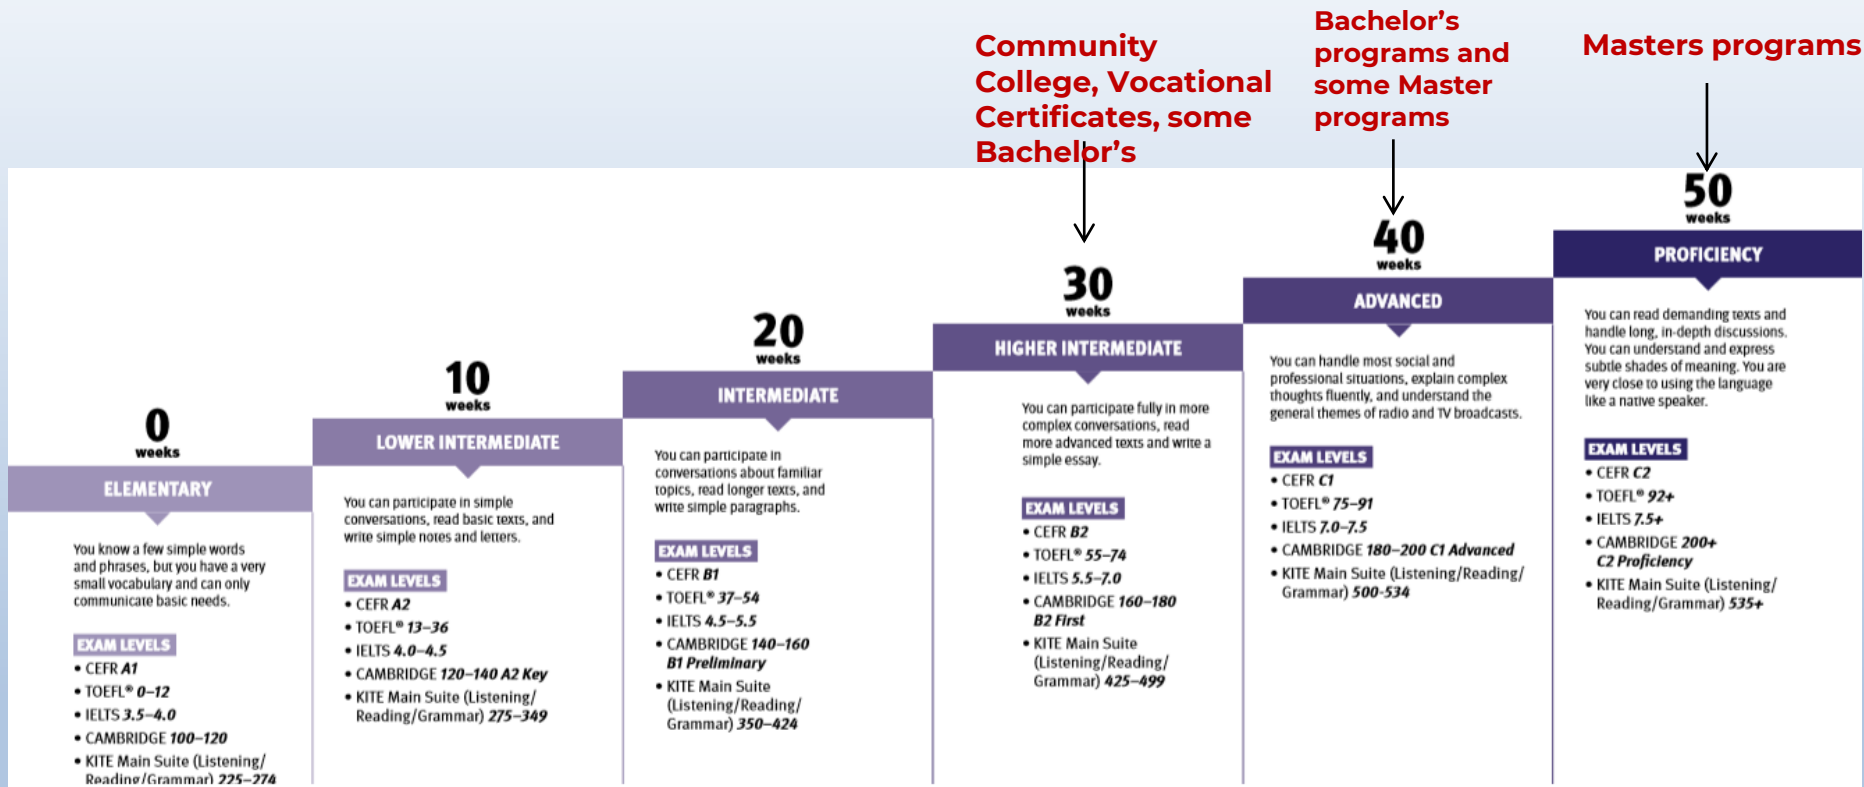 Community
College, Vocational
Certificates, some
Bachelor’s
Bachelor’s
programs and
some Master
programs
Masters programs
0
weeks
ELEMENTARY
You know a few simple words
and phrases, but you have a very
small vocabulary and can only
communicate basic needs.
EXAM LEVELS
• CEFR A1
• TOEFL® 0–12
• IELTS 3.5–4.0
• CAMBRIDGE 100–120
• KITE Main Suite (Listening/
Reading/Grammar) 225–274
10
weeks
LOWER INTERMEDIATE
You can participate in simple
conversations, read basic texts, and
write simple notes and letters.
EXAM LEVELS
• CEFR A2
• TOEFL® 13–36
• IELTS 4.0–4.5
• CAMBRIDGE 120–140 A2 Key
• KITE Main Suite (Listening/
Reading/Grammar) 275–349
20
weeks
INTERMEDIATE
You can participate in
conversations about familiar
topics, read longer texts, and
write simple paragraphs.
EXAM LEVELS
• CEFR B1
• TOEFL® 37–54
• IELTS 4.5–5.5
• CAMBRIDGE 140–160
B1 Preliminary
• KITE Main Suite
(Listening/Reading/
Grammar) 350–424
30
weeks
HIGHER INTERMEDIATE
You can participate fully in more
complex conversations, read
more advanced texts and write a
simple essay.
EXAM LEVELS
• CEFR B2
• TOEFL® 55–74
• IELTS 5.5–7.0
• CAMBRIDGE 160–180
B2 First
• KITE Main Suite
(Listening/Reading/
Grammar) 425–499
40
weeks
ADVANCED
You can handle most social and
professional situations, explain complex
thoughts fluently, and understand the
general themes of radio and TV broadcasts.
EXAM LEVELS
• CEFR C1
• TOEFL® 75–91
• IELTS 7.0–7.5
• CAMBRIDGE 180–200 C1 Advanced
• KITE Main Suite (Listening/Reading/
Grammar) 500-534
50
weeks
PROFICIENCY
You can read demanding texts and
handle long, in-depth discussions.
You can understand and express
subtle shades of meaning. You are
very close to using the language
like a native speaker.
EXAM LEVELS
• CEFR C2
• TOEFL® 92+
• IELTS 7.5+
• CAMBRIDGE 200+
C2 Proficiency
• KITE Main Suite (Listening/
Reading/Grammar) 535+